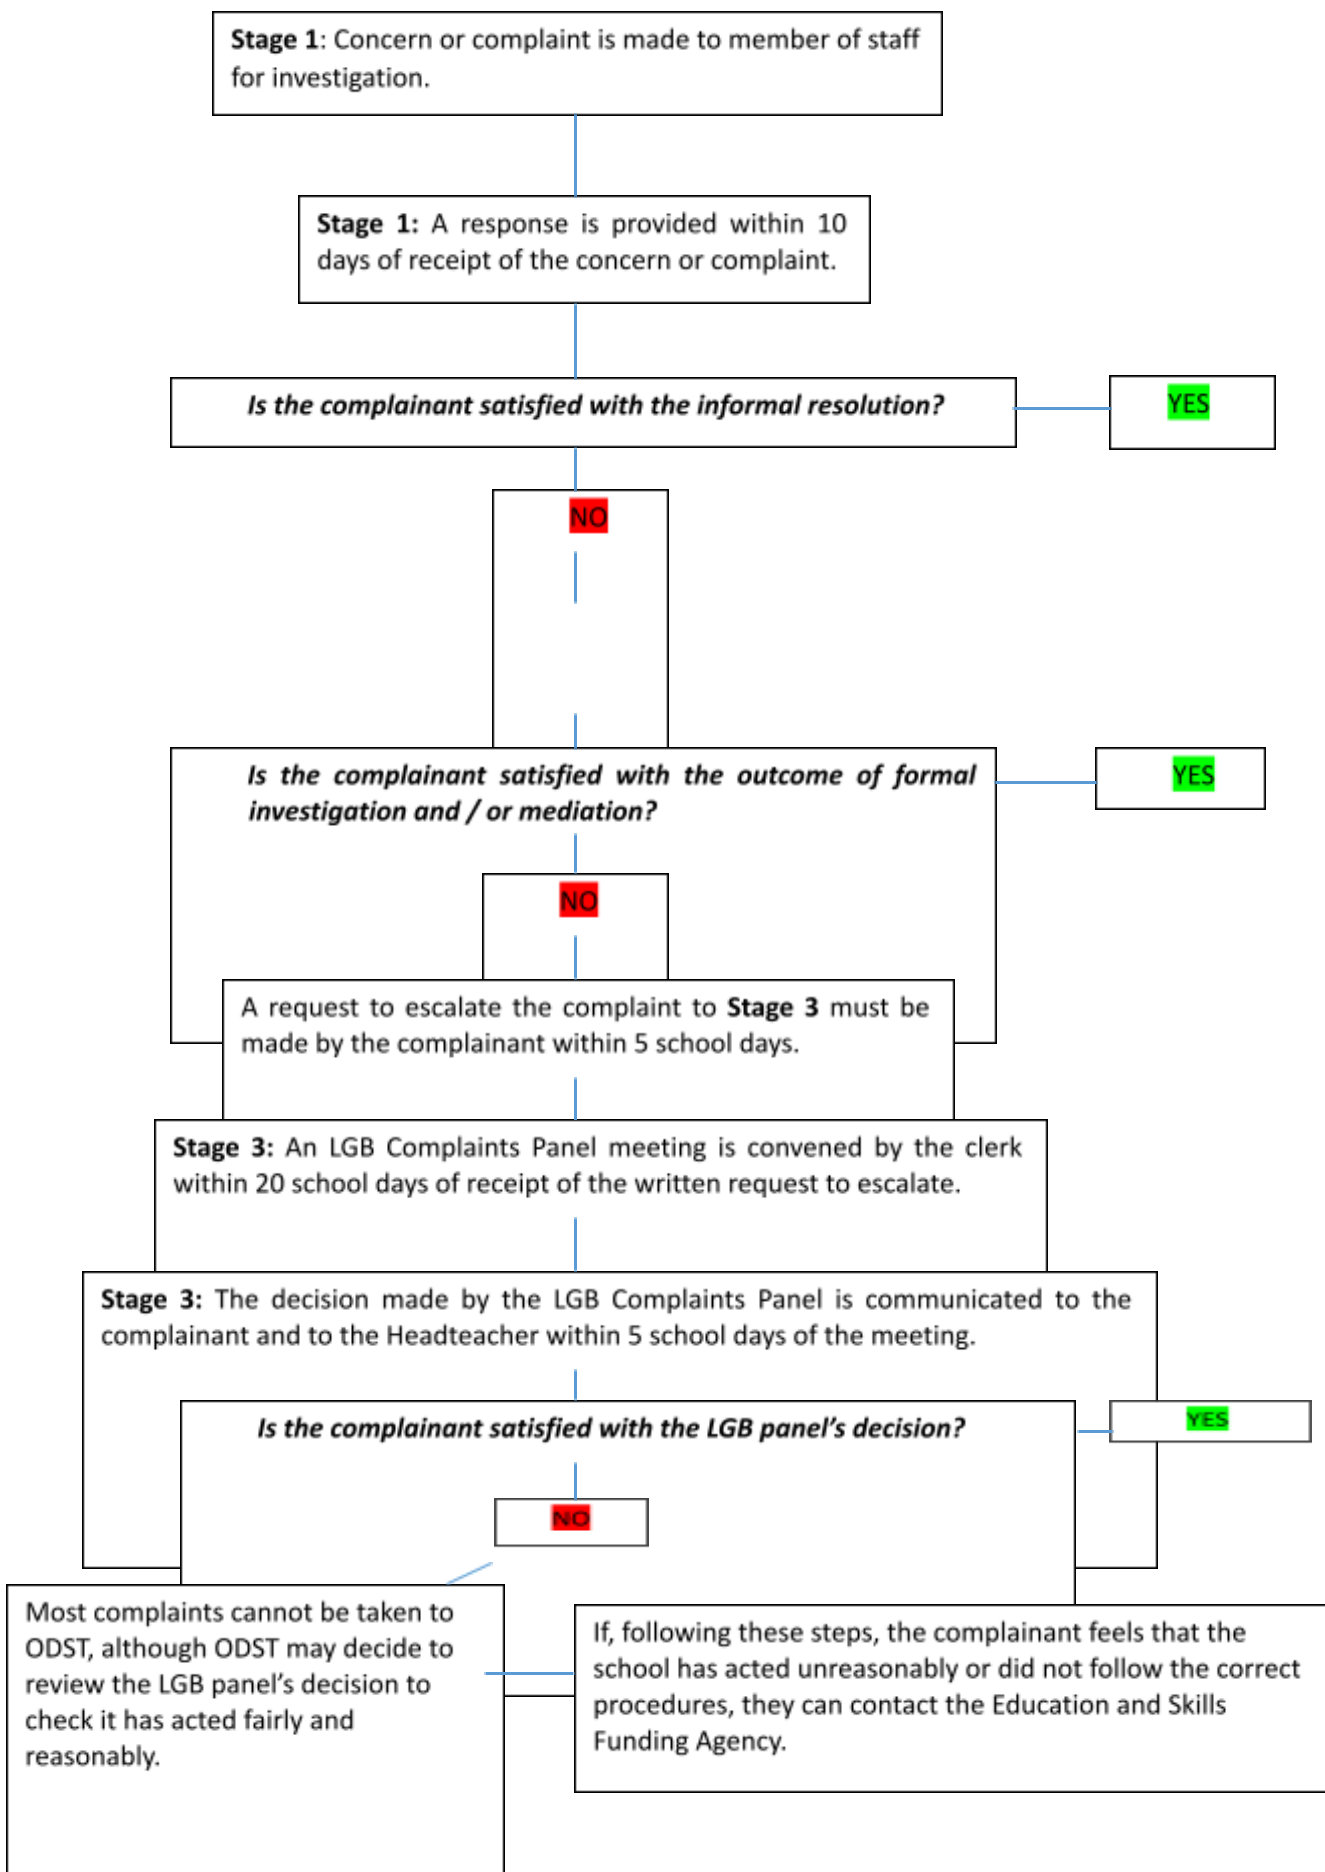 Stage 1: Concern or complaint is made to member of staff
for investigation.
Stage 1: A response is provided within 10
days of receipt of the concern or complaint.
Is the complainant satisfied with the informal resolution?
YES
NO
Is the complainant satisfied with the outcome of formal
investigation and / or mediation?
YES
NO
A request to escalate the complaint to Stage 3 must be
made by the complainant within 5 school days.
Stage 3: An LGB Complaints Panel meeting is convened by the clerk
within 20 school days of receipt of the written request to escalate.
Stage 3: The decision made by the LGB Complaints Panel is communicated to the
complainant and to the Headteacher within 5 school days of the meeting.
Is the complainant satisfied with the LGB panel's decision?
YES
NO
Most complaints cannot be taken to
ODST, although ODST may decide to
review the LGB panel's decision to
check it has acted fairly and
reasonably.
If, following these steps, the complainant feels that the
school has acted unreasonably or did not follow the correct
procedures, they can contact the Education and Skills
Funding Agency.